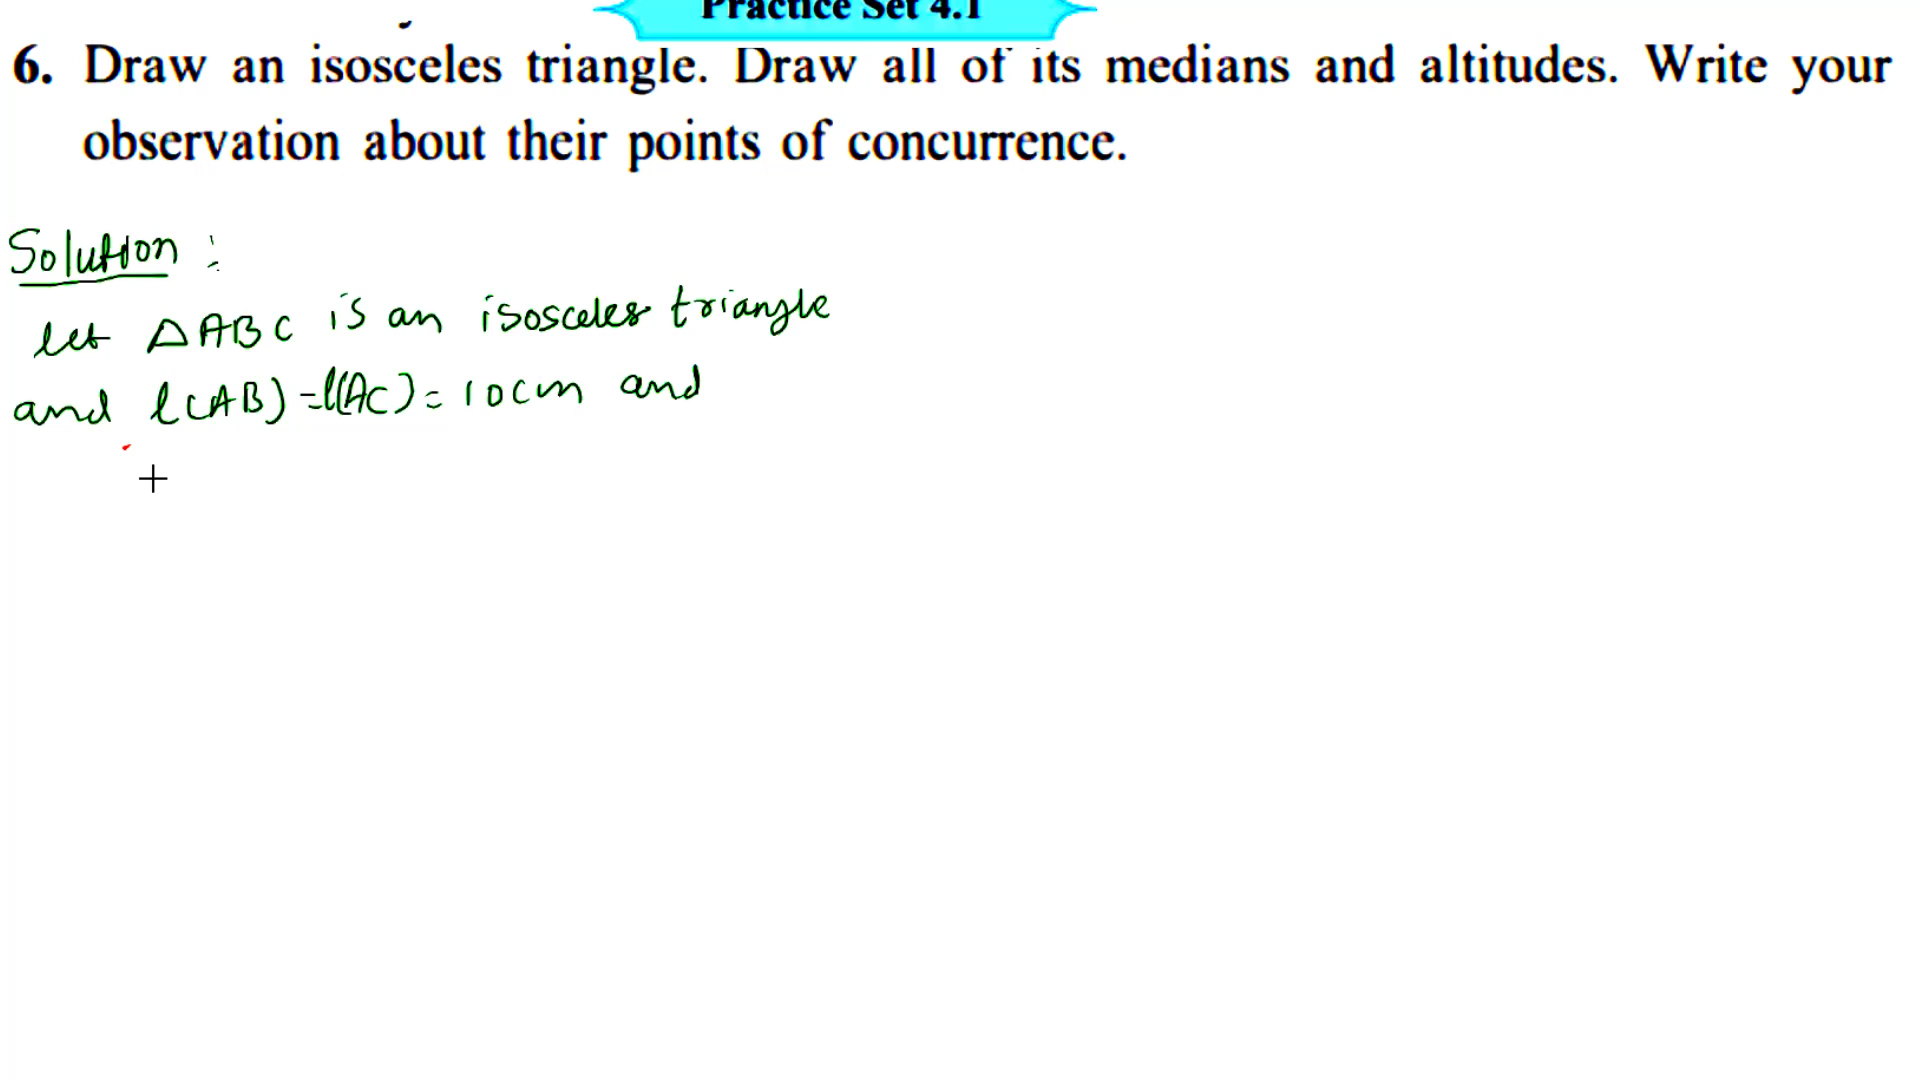 Practice Set 4.1
6. Draw an isosceles triangle. Draw all of its medians and altitudes. Write your
observation about their points of concurrence.
Solution :
let △ABC is an isosceles triangle
and l(AB) = l(AC) = 10cm and